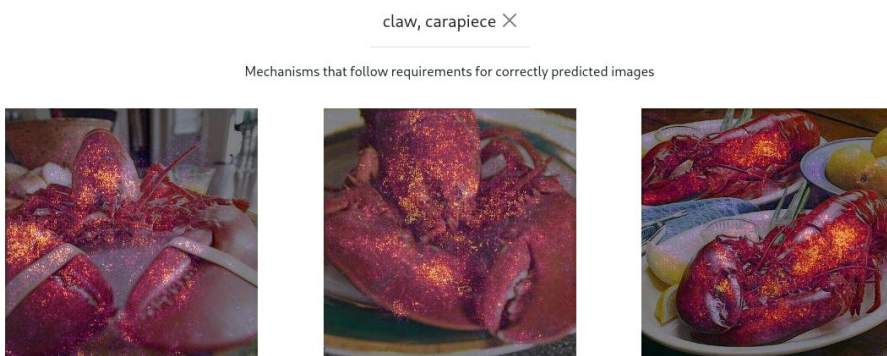 claw, carapiece
Mechanisms that follow requirements for correctly predicted images